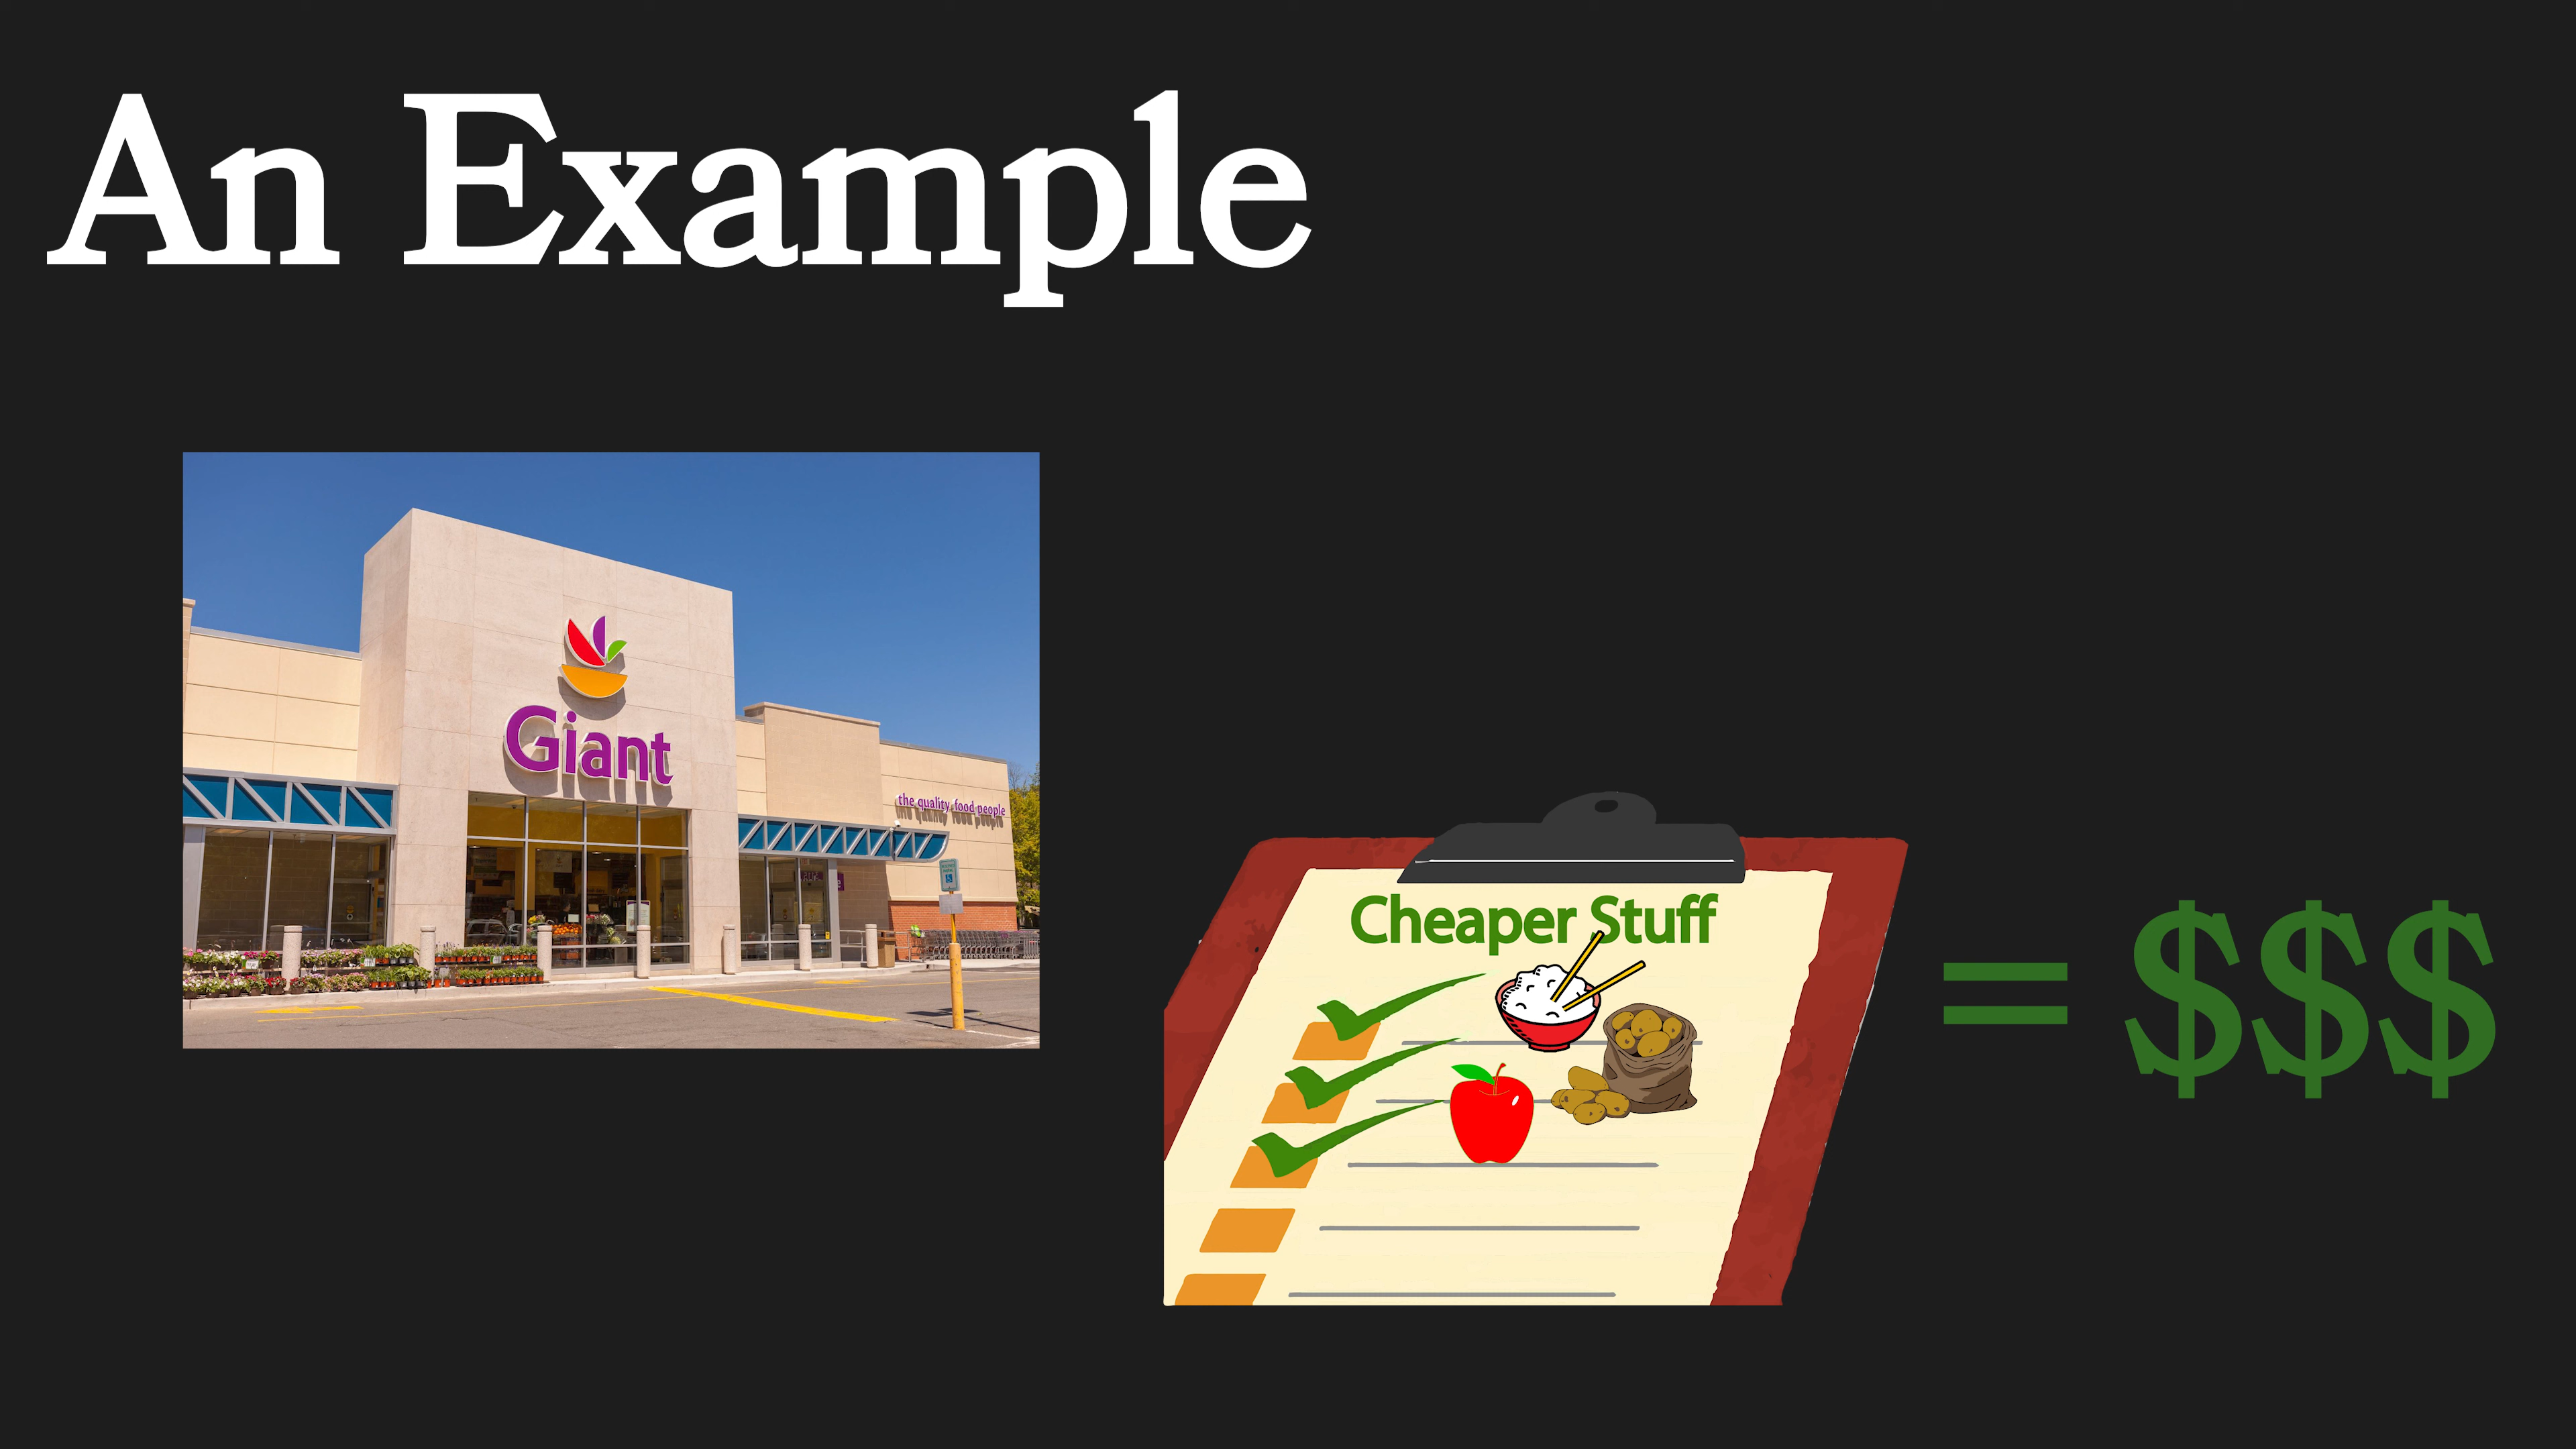 An Example
Giant
the quality food people
Cheaper Stuff
= $$$